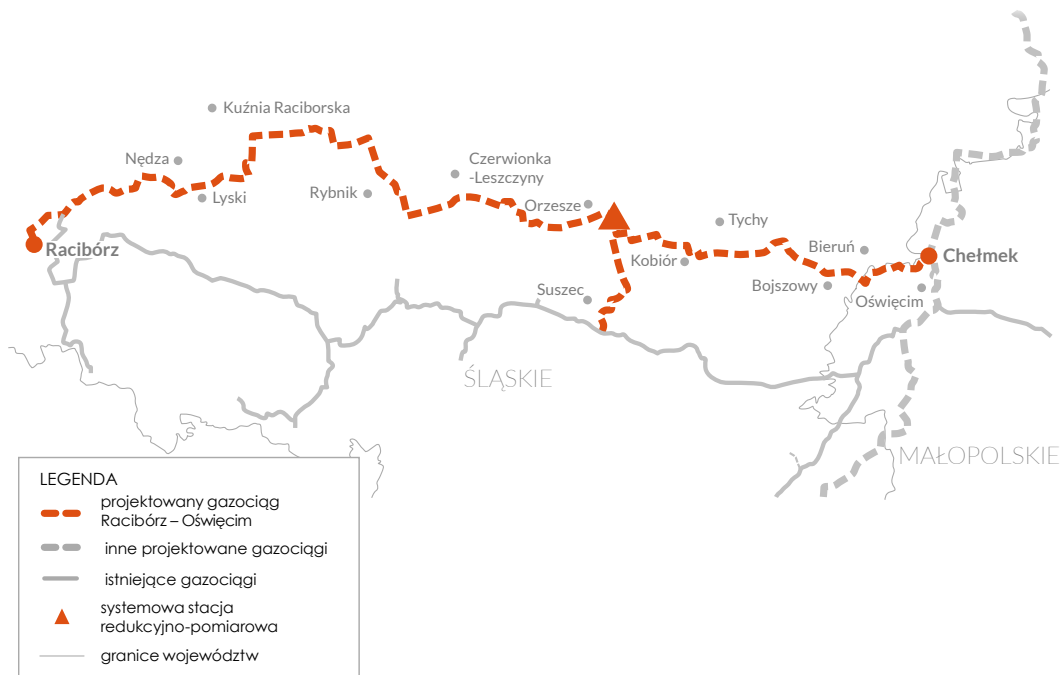 Kuźnia Raciborska
Nędza
Czerwionka
-Leszczyny
Lyski
Rybnik
Orzesze
Tychy
Racibórz
Bieruń
Chełmek
Kobiór
Suszec
Bojszowy
Oświęcim
ŚLĄSKIE
MAŁOPOLSKIE
LEGENDA
projektowany gazociąg
Racibórz – Oświęcim
inne projektowane gazociągi
istniejące gazociągi
systemowa stacja
redukcyjno-pomiarowa
granice województw